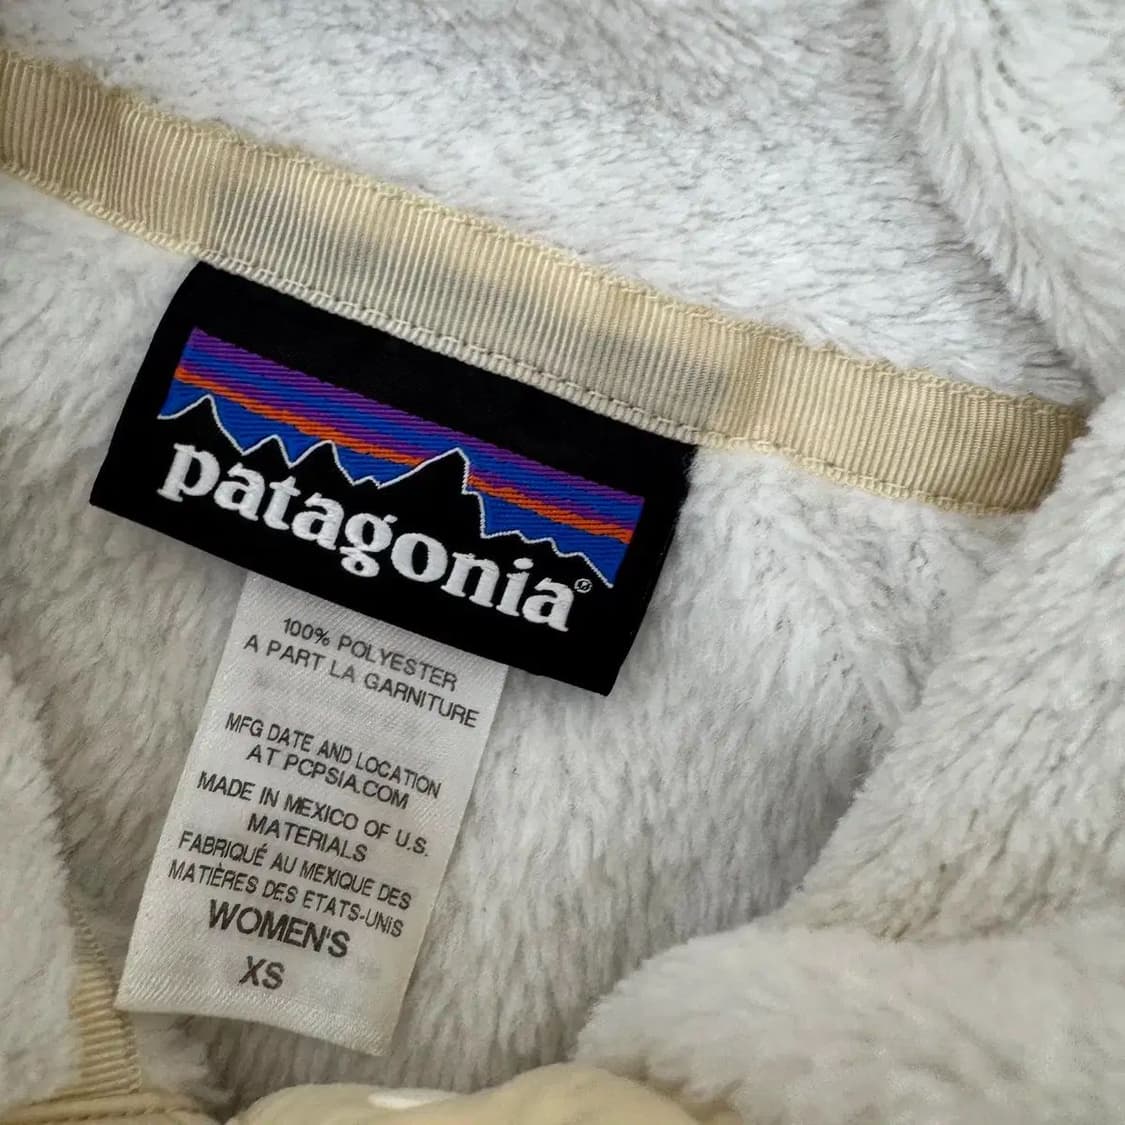 patagonia®
100% POLYESTER
A PART LA GARNITURE
MFG DATE AND LOCATION
AT PCPSIA.COM
MADE IN MEXICO OF U.S.
MATERIALS
FABRIQUÉ AU MEXIQUE DES
MATIÈRES DES ETATS-UNIS
WOMEN'S
XS